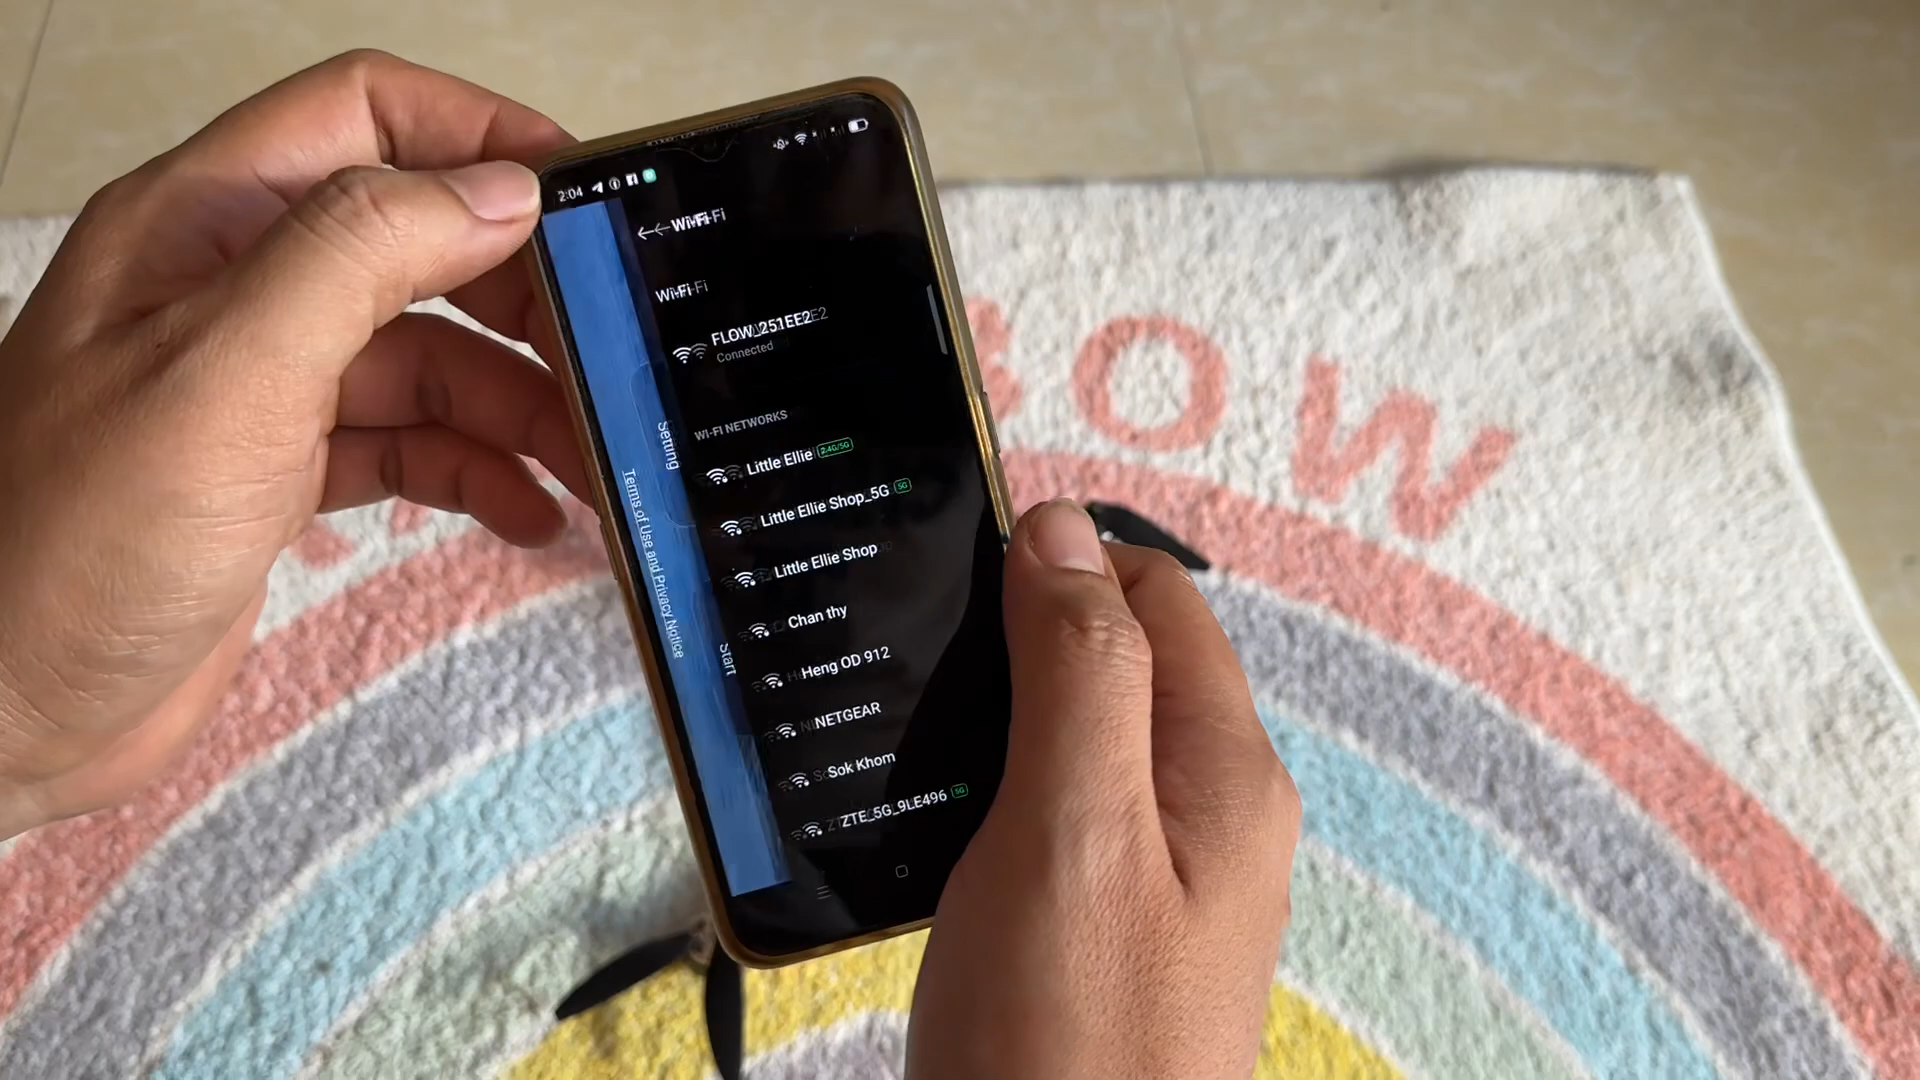 2:04
Wi-Fi
Wi-Fi
FLOW_251EE2
Connected
WI-FI NETWORKS
Little Ellie 2.4G/5G
Little Ellie Shop_5G 5G
Little Ellie Shop
Chan thy
Heng OD 912
NETGEAR
Sok Khom
ZTE_5G_9LE496 5G
Setting
Start
Terms of Use and Privacy Notice
BOW